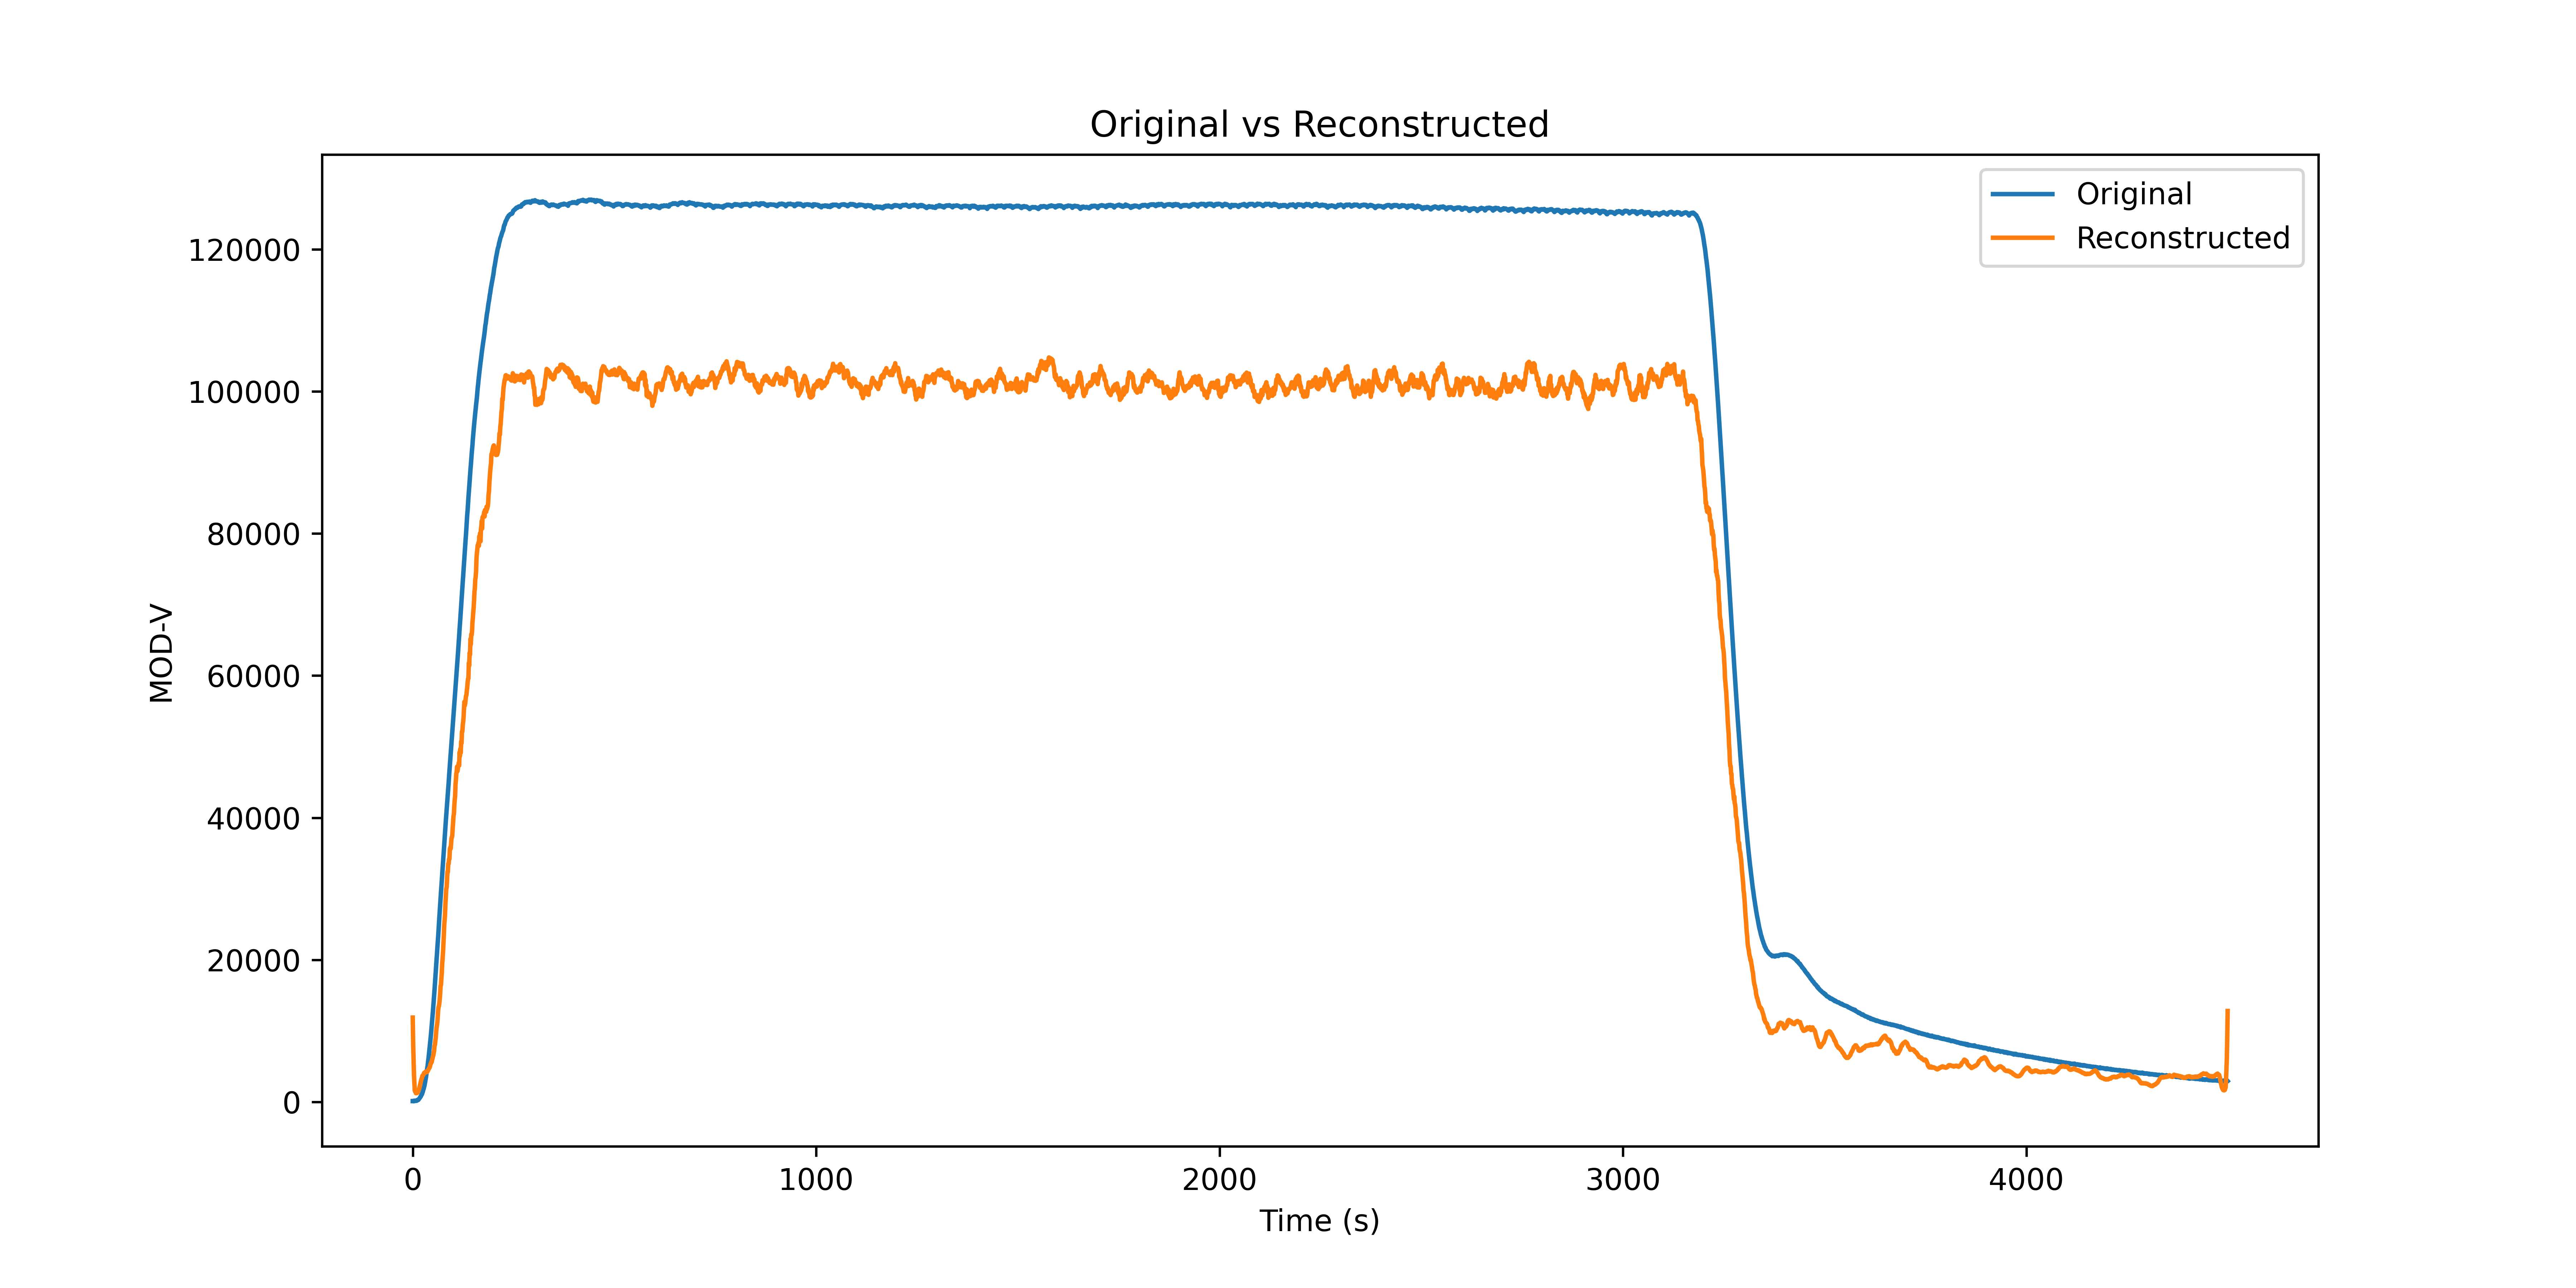 Original vs Reconstructed
Original
Reconstructed
120000
100000
80000
60000
40000
20000
0
MOD-V
0
1000
2000
3000
4000
Time (s)